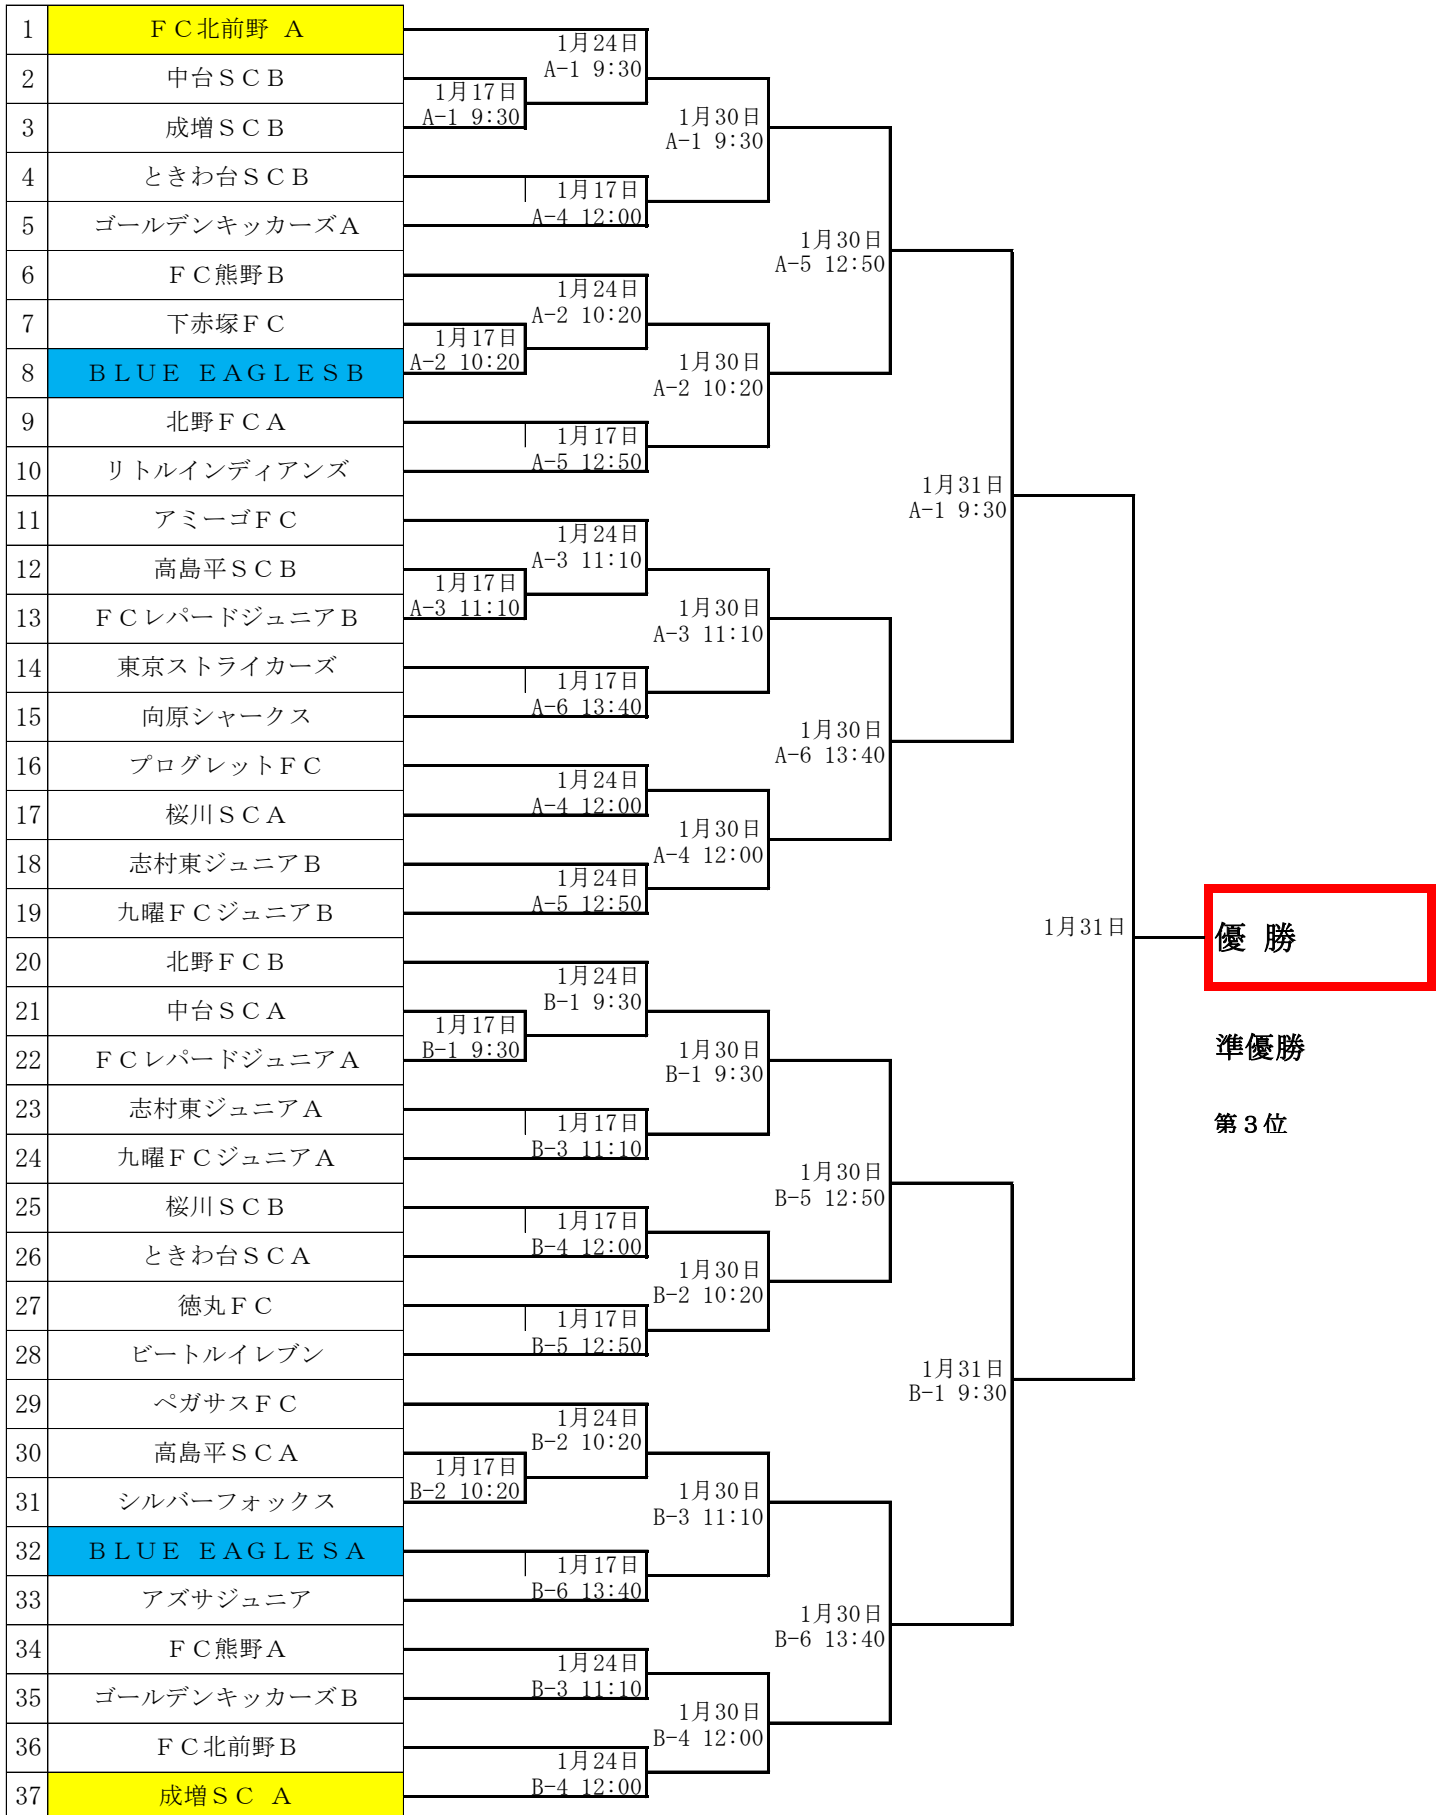 1 ＦＣ北前野 Ａ
2 中台ＳＣＢ
3 成増ＳＣＢ
4 ときわ台ＳＣＢ
5 ゴールデンキッカーズＡ
6 ＦＣ熊野Ｂ
7 下赤塚ＦＣ
8 ＢＬＵＥ ＥＡＧＬＥＳＢ
9 北野ＦＣＡ
10 リトルインディアンズ
11 アミーゴＦＣ
12 高島平ＳＣＢ
13 ＦＣレパードジュニアＢ
14 東京ストライカーズ
15 向原シャークス
16 プログレットＦＣ
17 桜川ＳＣＡ
18 志村東ジュニアＢ
19 九曜ＦＣジュニアＢ
20 北野ＦＣＢ
21 中台ＳＣＡ
22 ＦＣレパードジュニアＡ
23 志村東ジュニアＡ
24 九曜ＦＣジュニアＡ
25 桜川ＳＣＢ
26 ときわ台ＳＣＡ
27 徳丸ＦＣ
28 ビートルイレブン
29 ペガサスＦＣ
30 高島平ＳＣＡ
31 シルバーフォックス
32 ＢＬＵＥ ＥＡＧＬＥＳＡ
33 アズサジュニア
34 ＦＣ熊野Ａ
35 ゴールデンキッカーズＢ
36 ＦＣ北前野Ｂ
37 成増ＳＣ Ａ
1月17日
A-1 9:30
1月17日
A-2 10:20
1月17日
A-3 11:10
1月17日
B-1 9:30
1月17日
B-2 10:20
1月24日
A-1 9:30
1月17日
A-4 12:00
1月24日
A-2 10:20
1月17日
A-5 12:50
1月24日
A-3 11:10
1月17日
A-6 13:40
1月24日
A-4 12:00
1月24日
A-5 12:50
1月24日
B-1 9:30
1月17日
B-3 11:10
1月17日
B-4 12:00
1月17日
B-5 12:50
1月24日
B-2 10:20
1月17日
B-6 13:40
1月24日
B-3 11:10
1月24日
B-4 12:00
1月30日
A-1 9:30
1月30日
A-2 10:20
1月30日
A-3 11:10
1月30日
A-4 12:00
1月30日
B-1 9:30
1月30日
B-2 10:20
1月30日
B-3 11:10
1月30日
B-4 12:00
1月30日
A-5 12:50
1月30日
A-6 13:40
1月30日
B-5 12:50
1月30日
B-6 13:40
1月31日
A-1 9:30
1月31日
B-1 9:30
1月31日
優 勝
準優勝
第３位